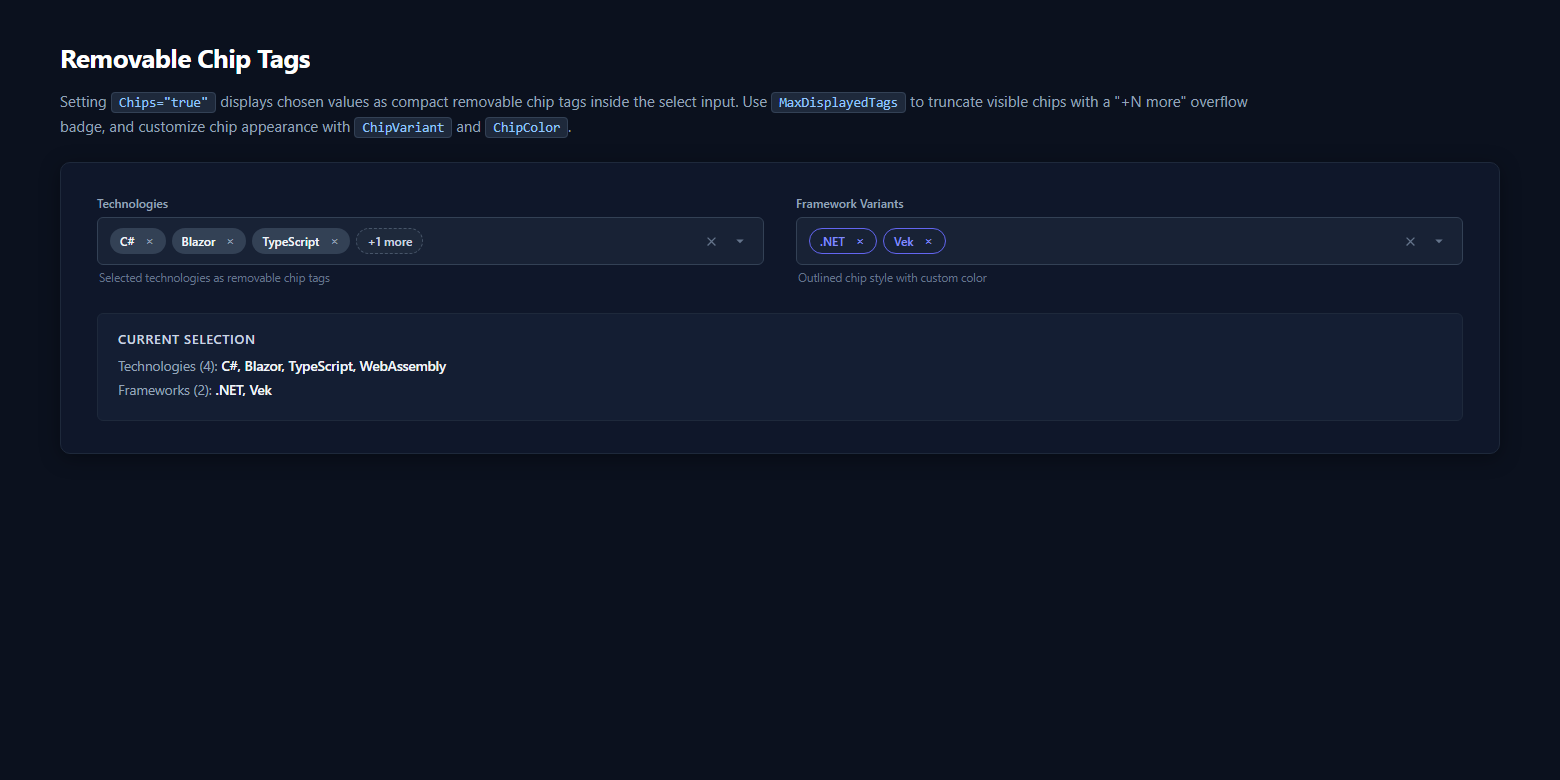 Removable Chip Tags
Setting Chips="true" displays chosen values as compact removable chip tags inside the select input. Use MaxDisplayedTags to truncate visible chips with a "+N more" overflow
badge, and customize chip appearance with ChipVariant and ChipColor.
Technologies
C# × Blazor × TypeScript × +1 more
Selected technologies as removable chip tags
Framework Variants
.NET × Vek ×
Outlined chip style with custom color
CURRENT SELECTION
Technologies (4): C#, Blazor, TypeScript, WebAssembly
Frameworks (2): .NET, Vek